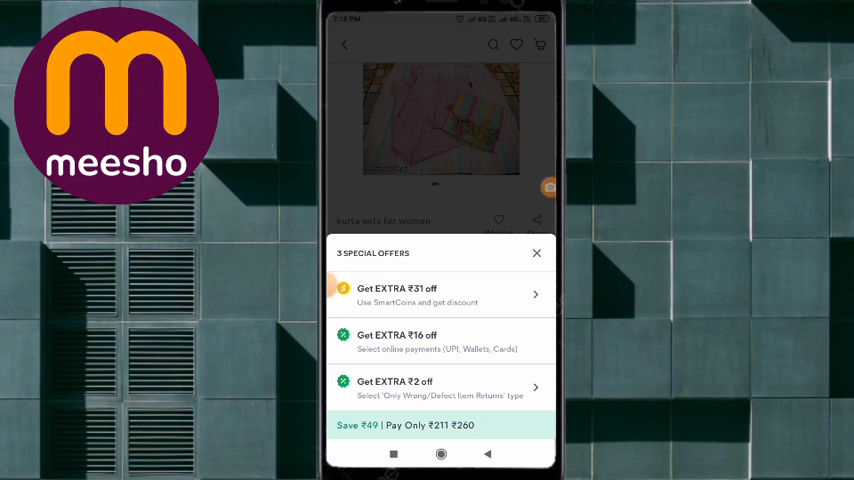 meesho
7:18 PM
kurta sets for women
3 SPECIAL OFFERS
Get EXTRA ₹31 off
Use SmartCoins and get discount
Get EXTRA ₹16 off
Select online payments (UPI, Wallets, Cards)
Get EXTRA ₹2 off
Select 'Only Wrong/Defect Item Returns' type
Save ₹49 | Pay Only ₹211 ₹260